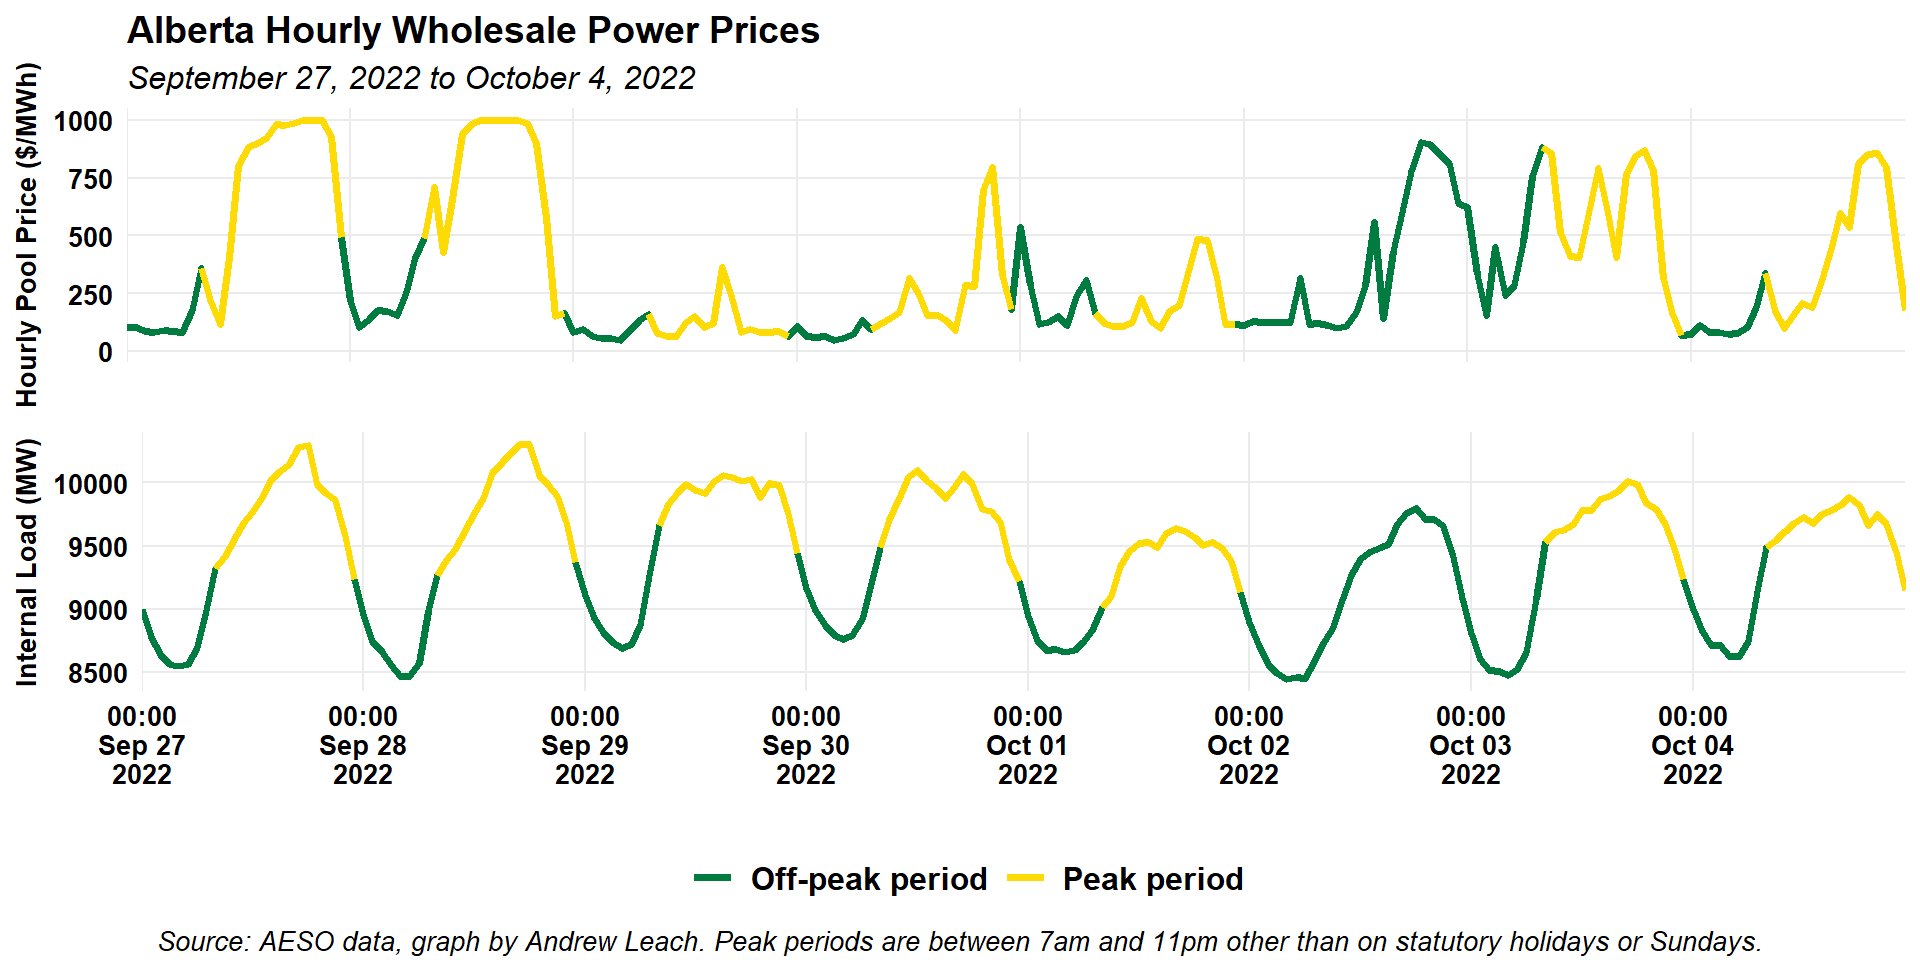 Alberta Hourly Wholesale Power Prices
September 27, 2022 to October 4, 2022
Hourly Pool Price ($/MWh)
1000
750
500
250
0
Internal Load (MW)
10000
9500
9000
8500
00:00 00:00 00:00 00:00 00:00 00:00 00:00 00:00
Sep 27 Sep 28 Sep 29 Sep 30 Oct 01 Oct 02 Oct 03 Oct 04
2022 2022 2022 2022 2022 2022 2022 2022
Off-peak period Peak period
Source: AESO data, graph by Andrew Leach. Peak periods are between 7am and 11pm other than on statutory holidays or Sundays.